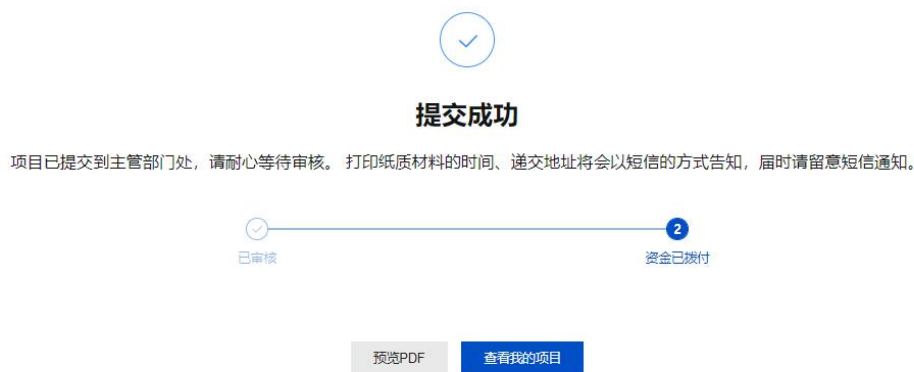 提交成功
项目已提交到主管部门处，请耐心等待审核。 打印纸质材料的时间、递交地址将会以短信的方式告知，届时请留意短信通知。
2
已审核 资金已拨付
预览PDF 查看我的项目